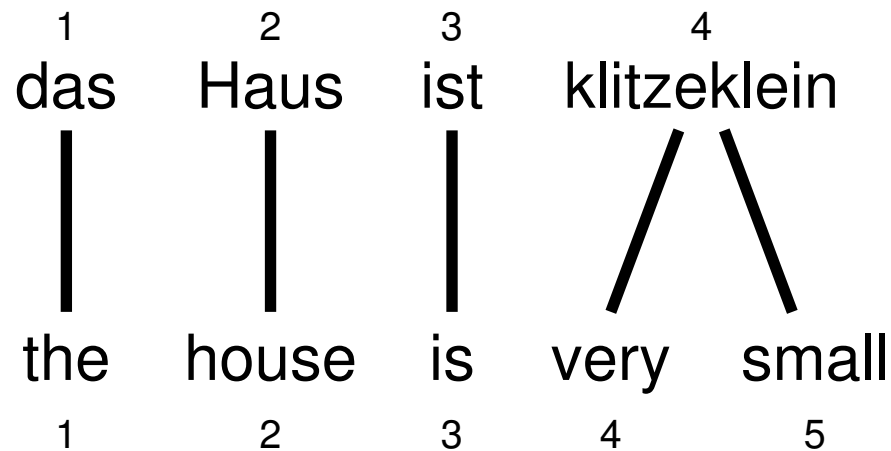 1 2 3 4
das Haus ist klitzeklein
the house is very small
1 2 3 4 5